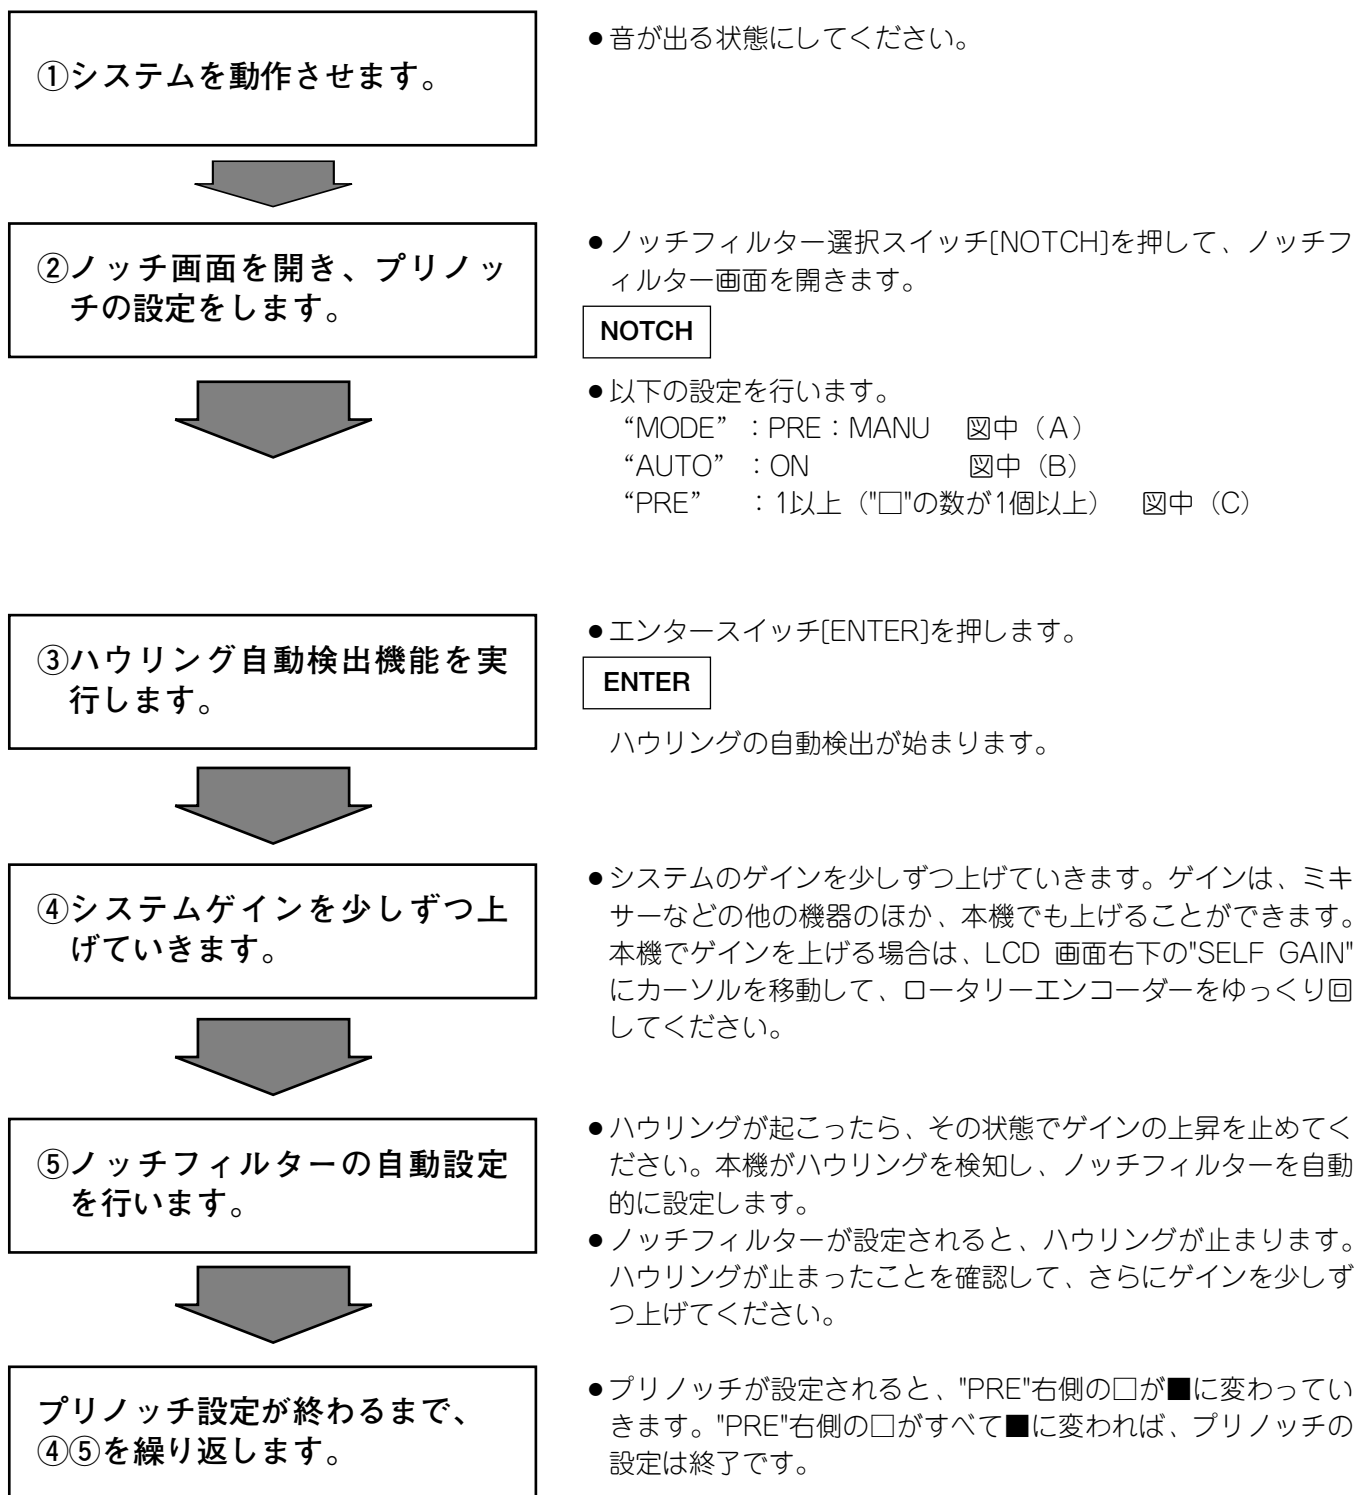 ①システムを動作させます。
●音が出る状態にしてください。
②ノッチ画面を開き、プリノッ
チの設定をします。
●ノッチフィルター選択スイッチ[NOTCH]を押して、ノッチフ
ィルター画面を開きます。
NOTCH
●以下の設定を行います。
“MODE”：PRE：MANU　図中（A）
“AUTO”：ON　図中（B）
“PRE”　：1以上（"□"の数が1個以上）　図中（C）
③ハウリング自動検出機能を実
行します。
●エンタースイッチ[ENTER]を押します。
ENTER
ハウリングの自動検出が始まります。
④システムゲインを少しずつ上
げていきます。
●システムのゲインを少しずつ上げていきます。ゲインは、ミキ
サーなどの他の機器のほか、本機でも上げることができます。
本機でゲインを上げる場合は、LCD 画面右下の"SELF GAIN"
にカーソルを移動して、ロータリーエンコーダーをゆっくり回
してください。
⑤ノッチフィルターの自動設定
を行います。
●ハウリングが起こったら、その状態でゲインの上昇を止めてく
ださい。本機がハウリングを検知し、ノッチフィルターを自動
的に設定します。
●ノッチフィルターが設定されると、ハウリングが止まります。
ハウリングが止まったことを確認して、さらにゲインを少しず
つ上げてください。
プリノッチ設定が終わるまで、
④⑤を繰り返します。
●プリノッチが設定されると、"PRE"右側の□が■に変わってい
きます。"PRE"右側の□がすべて■に変われば、プリノッチの
設定は終了です。